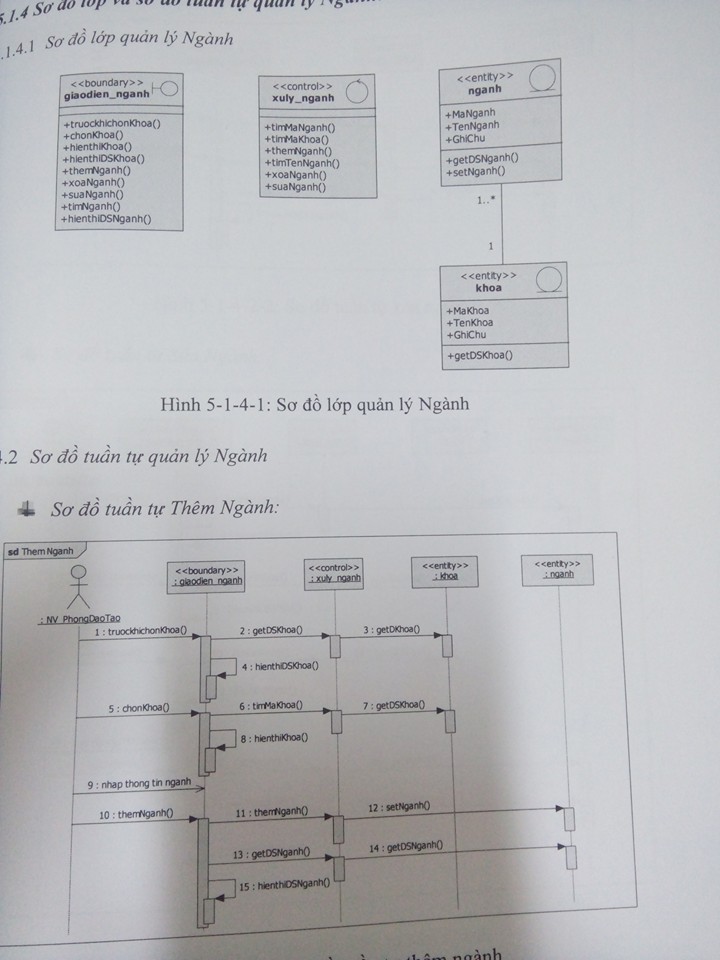 5.1.4 Sơ đồ lớp và sơ đồ tuần tự quản lý
.1.4.1 Sơ đồ lớp quản lý Ngành
<<boundary>>
giaodien_nganh
+truockhichonKhoa()
+chonKhoa()
+hienthiKhoa()
+hienthiDSKhoa()
+themNganh()
+xoaNganh()
+suaNganh()
+timNganh()
+hienthiDSNganh()
<<control>>
xuly_nganh
+timMaNganh()
+timMaKhoa()
+themNganh()
+timTenNganh()
+xoaNganh()
+suaNganh()
<<entity>>
nganh
+MaNganh
+TenNganh
+GhiChu
+getDSNganh()
+setNganh()
1..*
1
<<entity>>
khoa
+MaKhoa
+TenKhoa
+GhiChu
+getDSKhoa()
Hình 5-1-4-1: Sơ đồ lớp quản lý Ngành
4.2 Sơ đồ tuần tự quản lý Ngành
Sơ đồ tuần tự Thêm Ngành:
sd Them Nganh
: NV_PhongDaoTao
<<boundary>>
: giaodien_nganh
<<control>>
: xuly_nganh
<<entity>>
: khoa
<<entity>>
: nganh
1 : truockhichonKhoa()
2 : getDSKhoa()
3 : getDKhoa()
4 : hienthiDSKhoa()
5 : chonKhoa()
6 : timMaKhoa()
7 : getDSKhoa()
8 : hienthiKhoa()
9 : nhap thong tin nganh
10 : themNganh()
11 : themNganh()
12 : setNganh()
13 : getDSNganh()
14 : getDSNganh()
15 : hienthiDSNganh()
thêm ngành